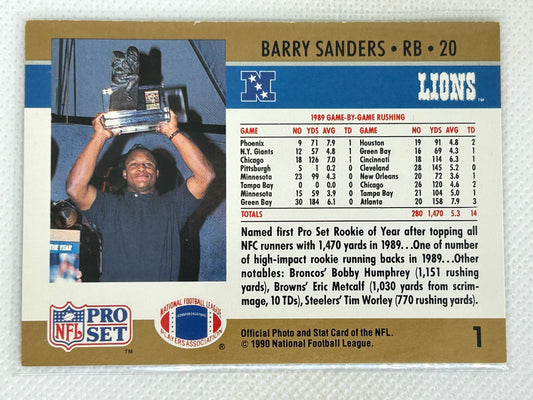 BARRY SANDERS • RB • 20
N
LIONS™
1989 GAME-BY-GAME RUSHING
GAME NO YDS AVG TD GAME NO YDS AVG TD
Phoenix 9 71 7.9 1 Houston 19 91 4.8 2
N.Y. Giants 12 57 4.8 1 Green Bay 16 69 4.3 1
Chicago 18 126 7.0 1 Cincinnati 18 114 6.3 1
Pittsburgh 5 1 0.2 0 Cleveland 28 145 5.2 0
Minnesota 23 99 4.3 0 New Orleans 20 72 3.6 1
Tampa Bay 0 0 0 0 Chicago 26 120 4.6 2
Minnesota 15 59 3.9 0 Tampa Bay 21 104 5.0 1
Green Bay 30 184 6.1 0 Atlanta 20 158 7.9 3
TOTALS 280 1,470 5.3 14
Named first Pro Set Rookie of Year after topping all
NFC runners with 1,470 yards in 1989...One of number
of high-impact rookie running backs in 1989...Other
notables: Broncos' Bobby Humphrey (1,151 rushing
yards), Browns' Eric Metcalf (1,030 yards from scrim-
mage, 10 TDs), Steelers' Tim Worley (770 rushing yards).
THE YEAR
NFL PRO SET™
NATIONAL FOOTBALL LEAGUE
PLAYERS ASSOCIATION ®
Official Photo and Stat Card of the NFL.
© 1990 National Football League.
1